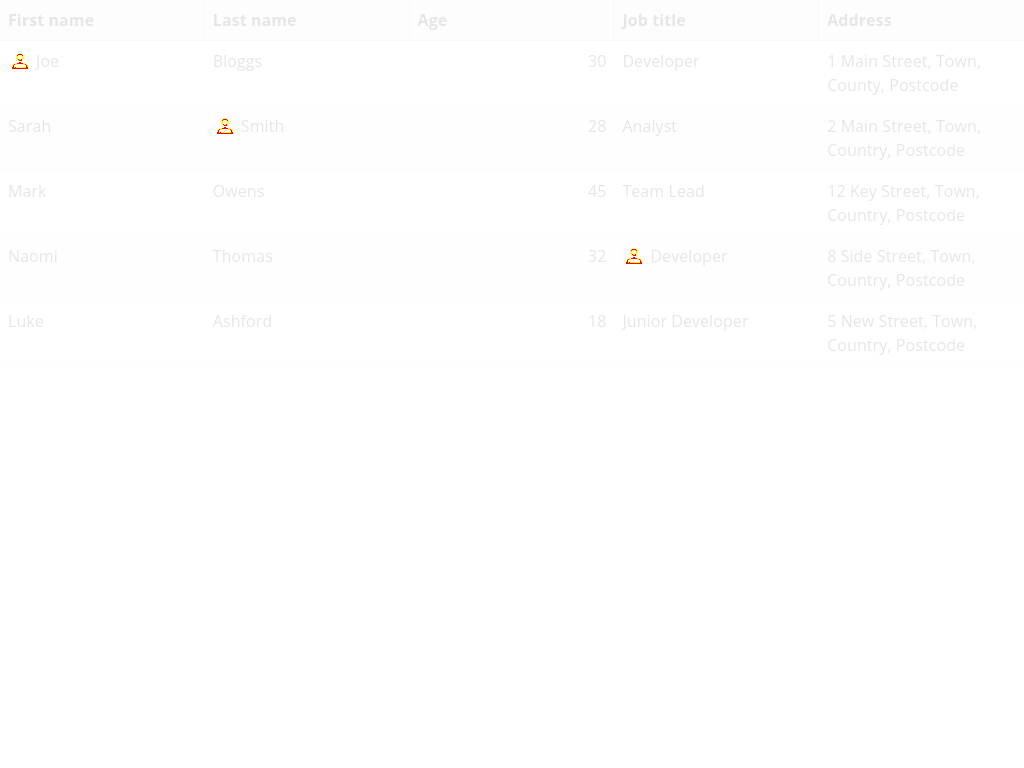 First name Last name Age Job title Address
Joe Bloggs 30 Developer 1 Main Street, Town,
County, Postcode
Sarah Smith 28 Analyst 2 Main Street, Town,
Country, Postcode
Mark Owens 45 Team Lead 12 Key Street, Town,
Country, Postcode
Naomi Thomas 32 Developer 8 Side Street, Town,
Country, Postcode
Luke Ashford 18 Junior Developer 5 New Street, Town,
Country, Postcode